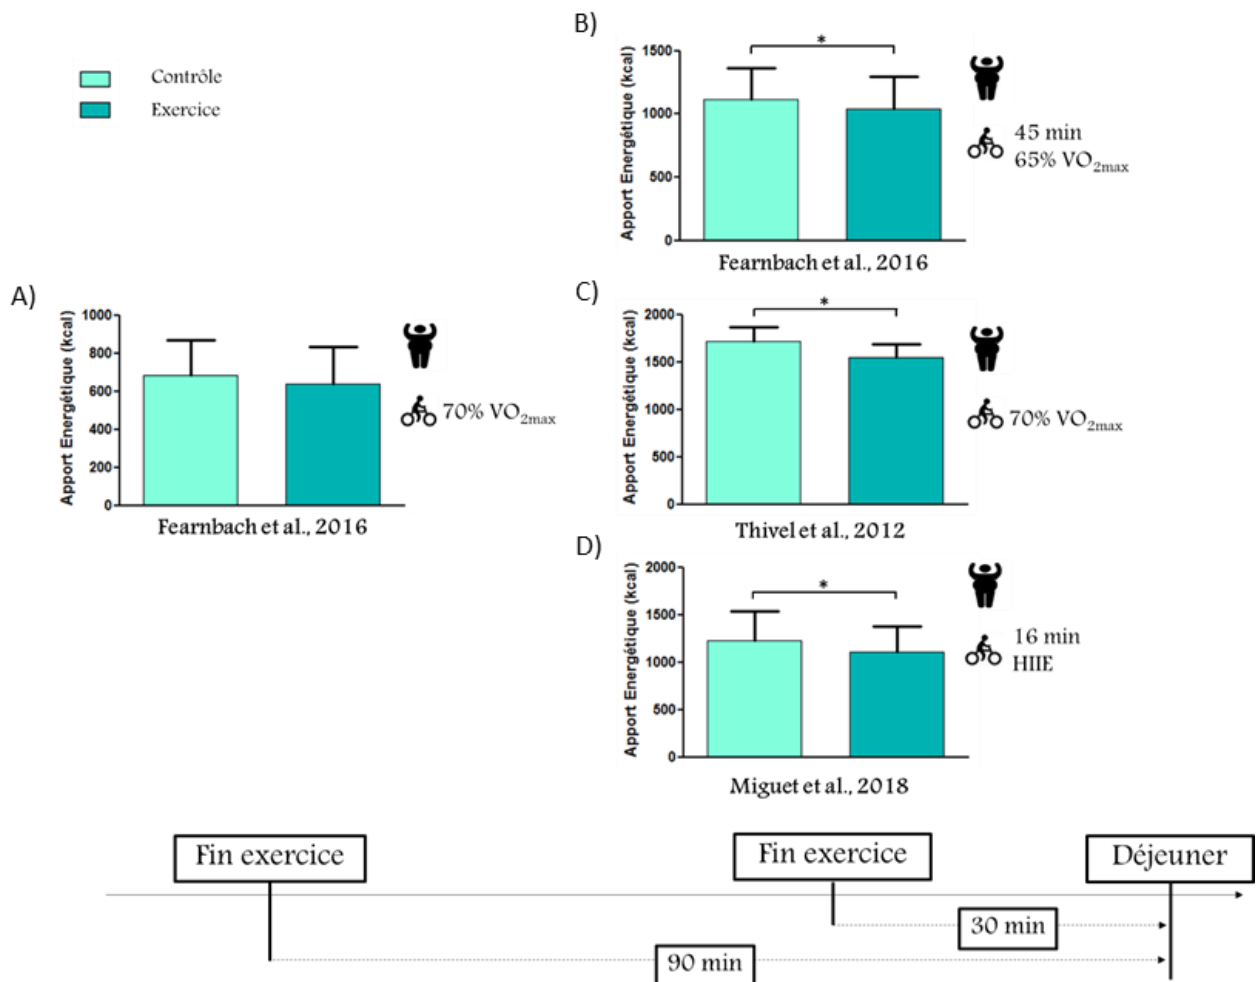 Contrôle
Exercice
A)
Apport Energétique (kcal)
1000
800
600
400
200
0
70% VO2max
Fearnbach et al., 2016
B)
Apport Energétique (kcal)
1500
1000
500
0
*
45 min
65% VO2max
Fearnbach et al., 2016
C)
Apport Energétique (kcal)
2000
1500
1000
500
0
*
70% VO2max
Thivel et al., 2012
D)
Apport Energétique (kcal)
2000
1500
1000
500
0
*
16 min
HIIE
Miguet et al., 2018
Fin exercice
Fin exercice
Déjeuner
30 min
90 min